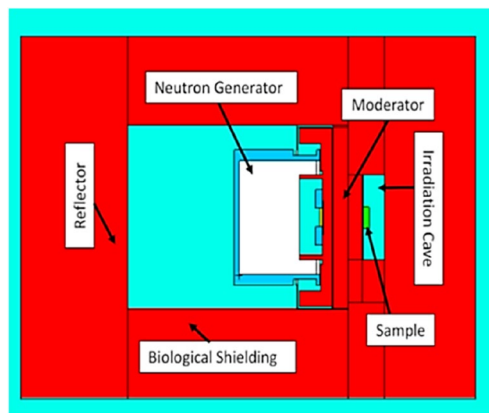 Neutron Generator
Moderator
Reflector
Irradiation Cave
Sample
Biological Shielding